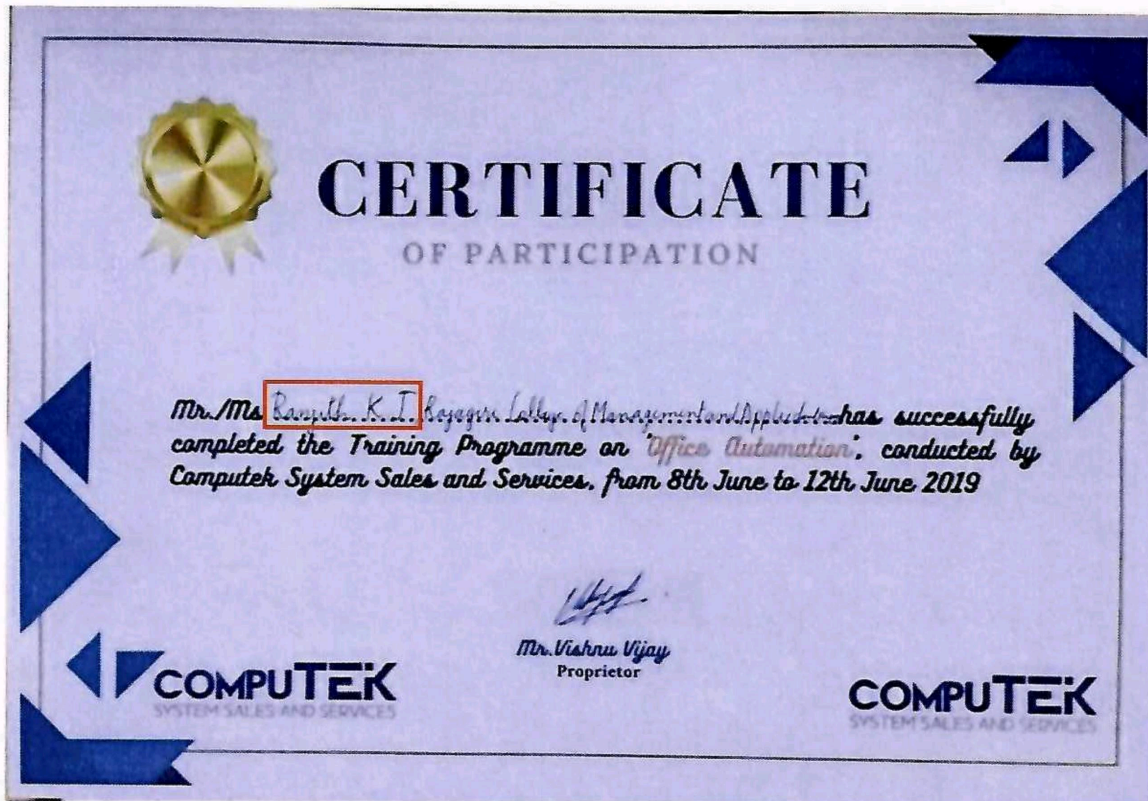 CERTIFICATE
OF PARTICIPATION
Mr./Ms Ranjith K T Rajagiri College of Management and Applied has successfully
completed the Training Programme on 'Office Automation', conducted by
Computek System Sales and Services, from 8th June to 12th June 2019
Mr. Vishnu Vijay
Proprietor
COMPUTEK
SYSTEM SALES AND SERVICES
COMPUTEK
SYSTEM SALES AND SERVICES